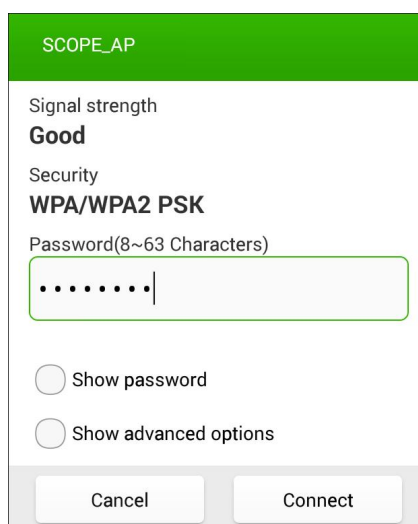 SCOPE_AP
Signal strength
Good
Security
WPA/WPA2 PSK
Password(8~63 Characters)
••••••••
Show password
Show advanced options
Cancel
Connect